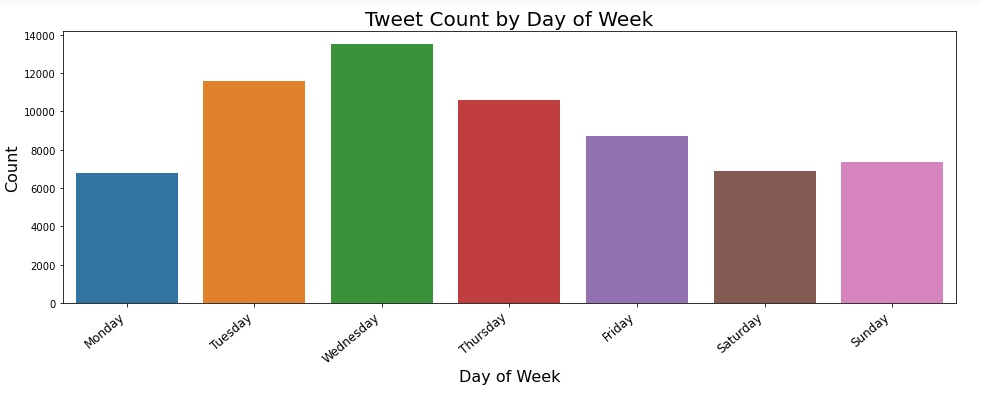 Tweet Count by Day of Week
Count
14000
12000
10000
8000
6000
4000
2000
0
Monday
Tuesday
Wednesday
Thursday
Friday
Saturday
Sunday
Day of Week